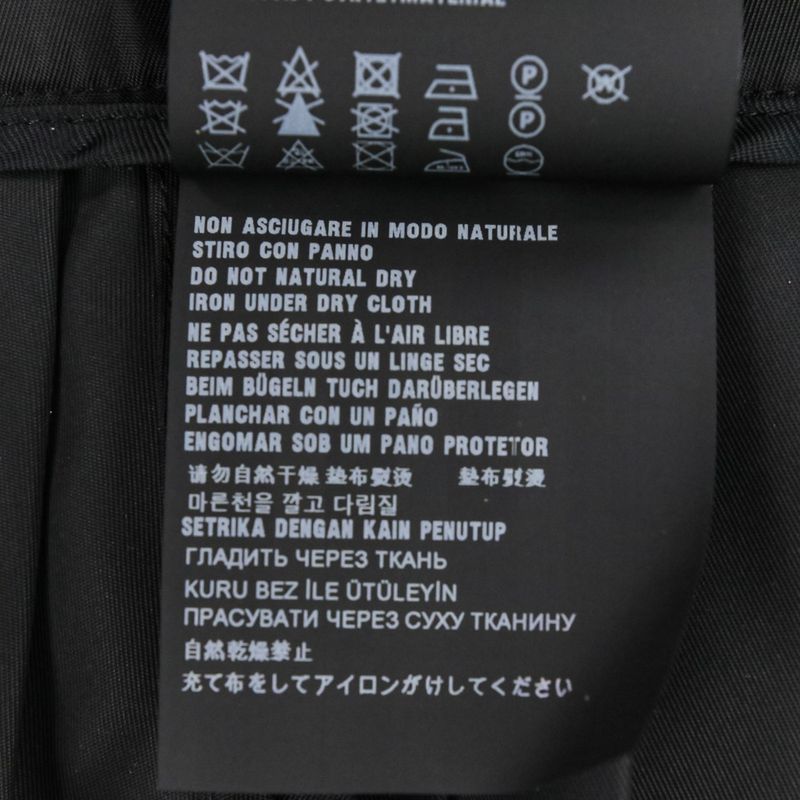 P
W
P
NON ASCIUGARE IN MODO NATURALE
STIRO CON PANNO
DO NOT NATURAL DRY
IRON UNDER DRY CLOTH
NE PAS SÉCHER À L'AIR LIBRE
REPASSER SOUS UN LINGE SEC
BEIM BÜGELN TUCH DARÜBERLEGEN
PLANCHAR CON UN PAÑO
ENGOMAR SOB UM PANO PROTETOR
请勿自然干燥 垫布熨烫 墊布熨燙
마른천을 깔고 다림질
SETRIKA DENGAN KAIN PENUTUP
ГЛАДИТЬ ЧЕРЕЗ ТКАНЬ
KURU BEZ İLE ÜTÜLEYİN
ПРАСУВАТИ ЧЕРЕЗ СУХУ ТКАНИНУ
自然乾燥禁止
充て布をしてアイロンがけしてください